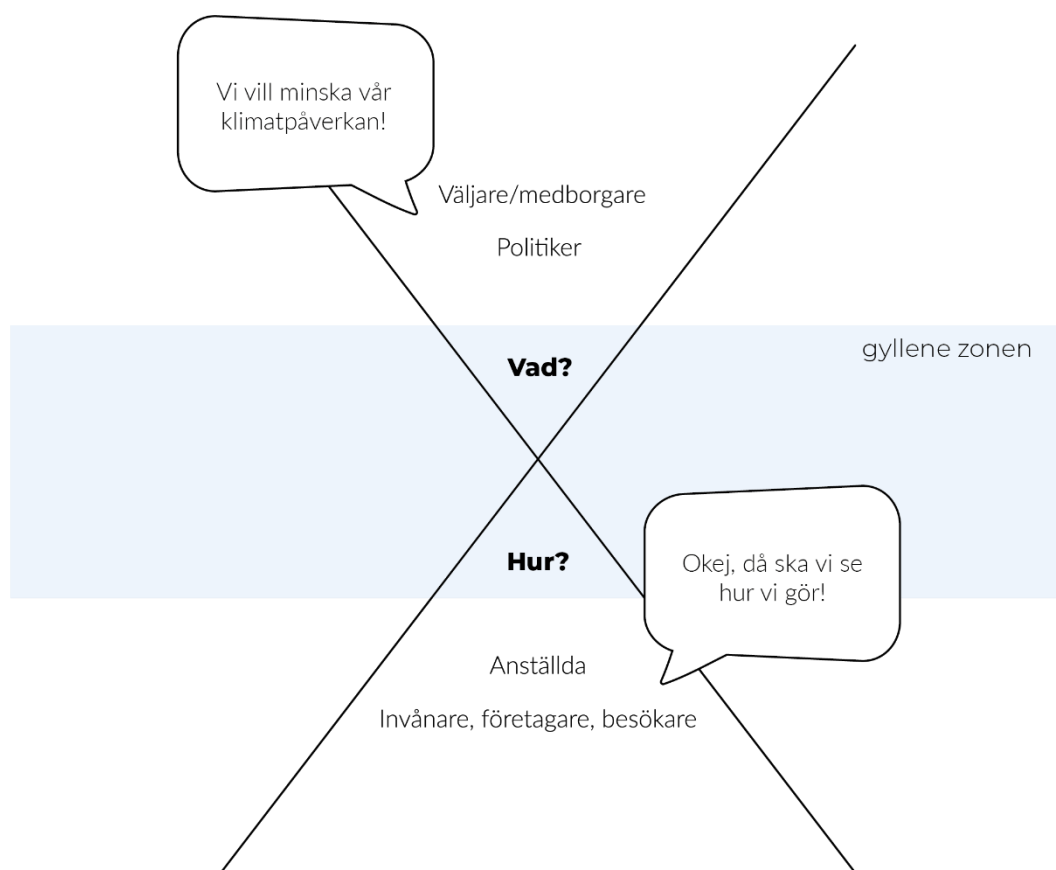 Vi vill minska vår
klimatpåverkan!
Väljare/medborgare
Politiker
gyllene zonen
Vad?
Hur?
Okej, då ska vi se
hur vi gör!
Anställda
Invånare, företagare, besökare